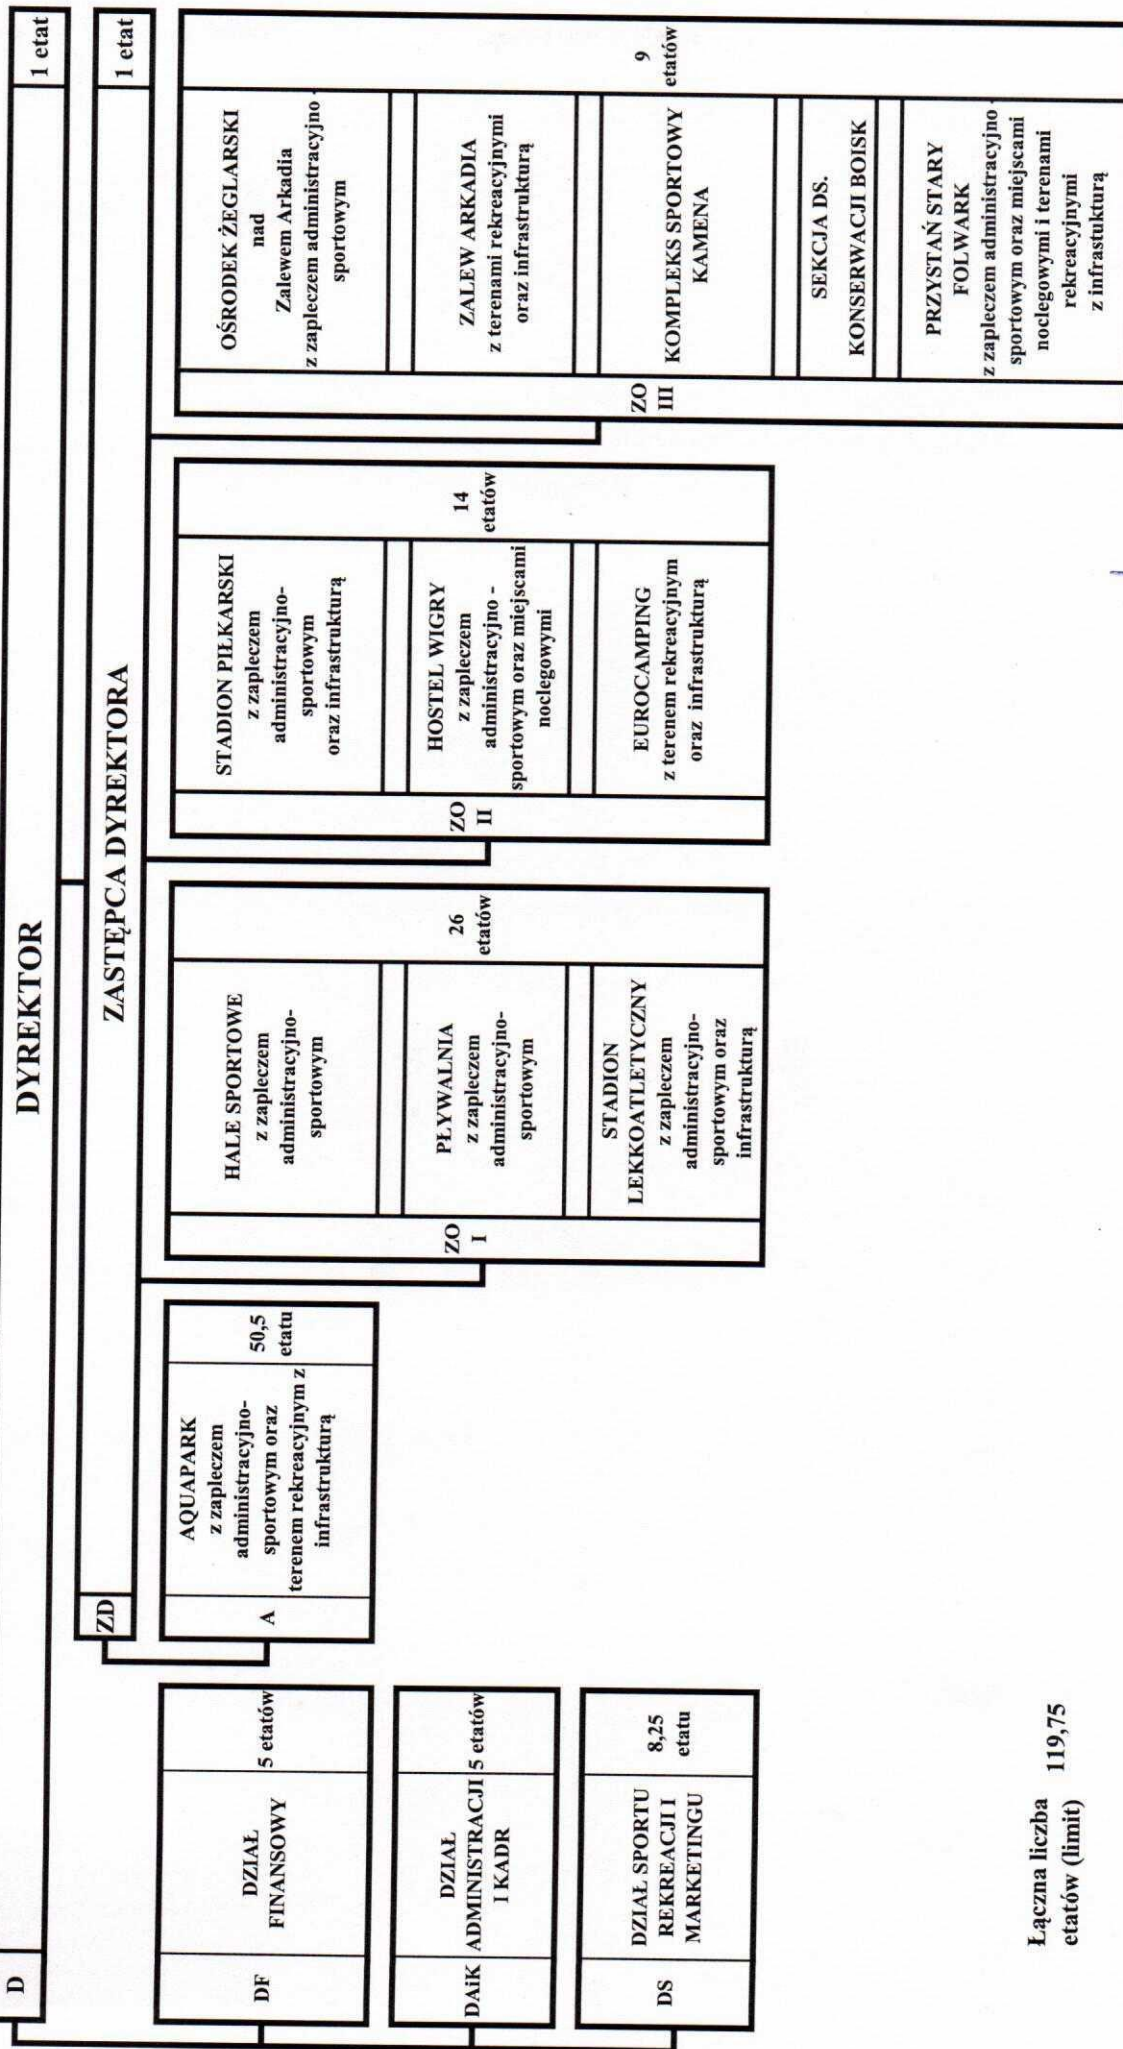 D
DYREKTOR
1 etat
ZD
ZASTĘPCA DYREKTORA
1 etat
DF
DZIAŁ
FINANSOWY
5 etatów
DAiK
DZIAŁ
ADMINISTRACJI
I KADR
5 etatów
DS
DZIAŁ SPORTU
REKREACJI I
MARKETINGU
8,25
etatu
A
AQUAPARK
z zapleczem
administracyjno-
sportowym oraz
terenem rekreacyjnym z
infrastrukturą
50,5
etatu
ZO
I
HALE SPORTOWE
z zapleczem
administracyjno-
sportowym
PŁYWALNIA
z zapleczem
administracyjno-
sportowym
STADION
LEKKOATLETYCZNY
z zapleczem
administracyjno-
sportowym oraz
infrastrukturą
26
etatów
ZO
II
STADION PIŁKARSKI
z zapleczem
administracyjno-
sportowym
oraz infrastrukturą
HOSTEL WIGRY
z zapleczem
administracyjno -
sportowym oraz miejscami
noclegowymi
EUROCAMPING
z terenem rekreacyjnym
oraz infrastrukturą
14
etatów
ZO
III
OŚRODEK ŻEGLARSKI
nad
Zalewem Arkadia
z zapleczem administracyjno -
sportowym
ZALEW ARKADIA
z terenami rekreacyjnymi
oraz infrastrukturą
KOMPLEKS SPORTOWY
KAMENA
SEKCJA DS.
KONSERWACJI BOISK
PRZYSTAŃ STARY
FOLWARK
z zapleczem administracyjno -
sportowym oraz miejscami
noclegowymi i terenami
rekreacyjnymi
z infrastukturą
9
etatów
Łączna liczba
etatów (limit)
119,75